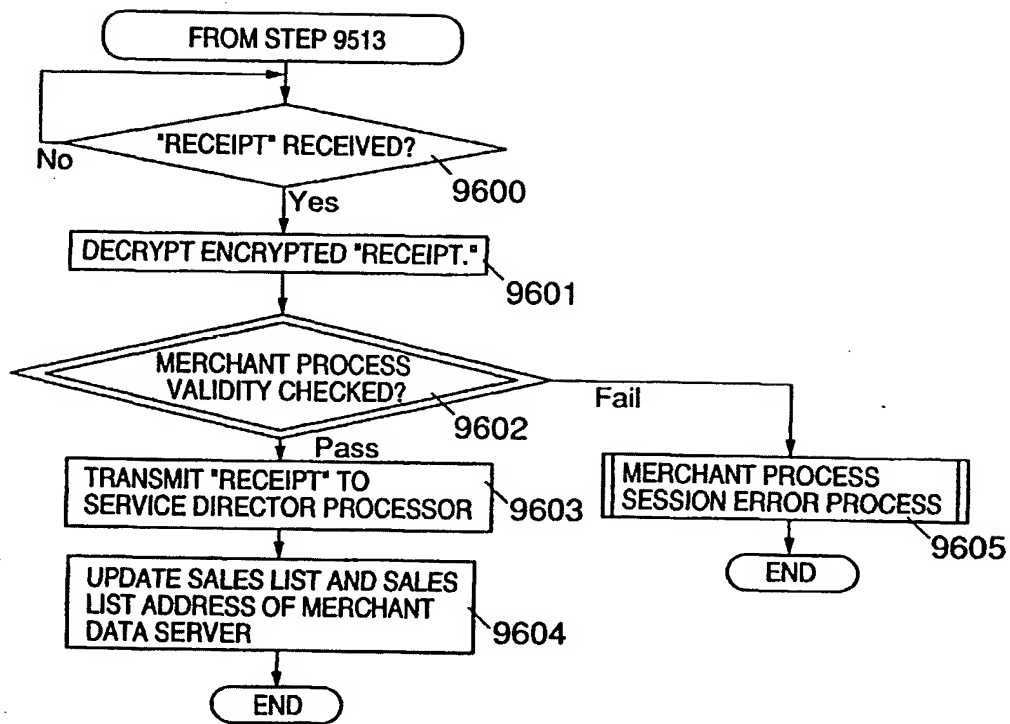 FROM STEP 9513
"RECEIPT" RECEIVED?
No
9600
Yes
DECRYPT ENCRYPTED "RECEIPT."
9601
MERCHANT PROCESS
VALIDITY CHECKED?
Fail
9602
Pass
TRANSMIT "RECEIPT" TO
SERVICE DIRECTOR PROCESSOR
9603
MERCHANT PROCESS
SESSION ERROR PROCESS
9605
END
UPDATE SALES LIST AND SALES
LIST ADDRESS OF MERCHANT
DATA SERVER
9604
END